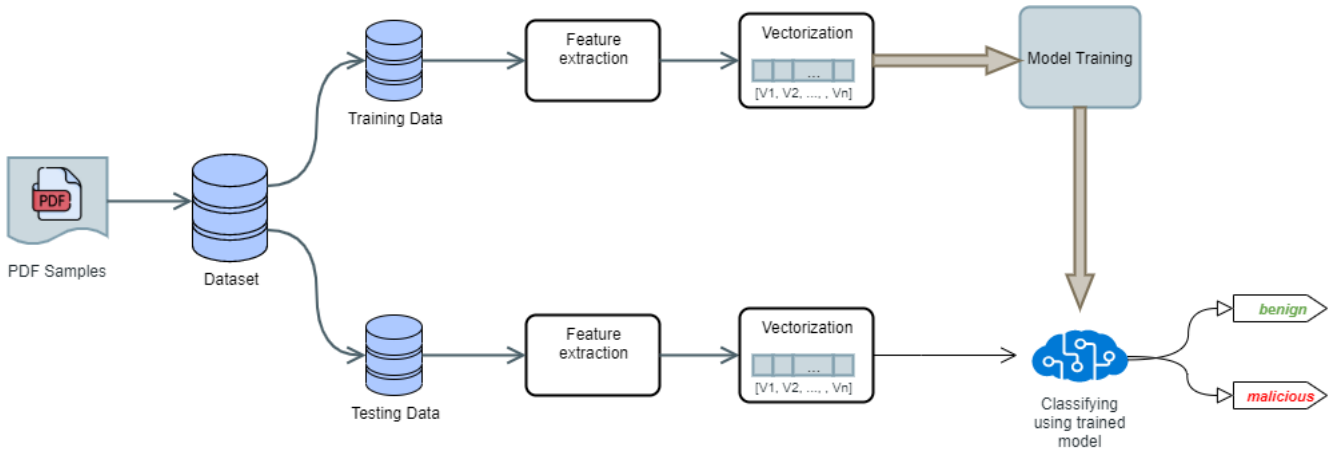 Training Data
Feature
extraction
Vectorization
...
[V1, V2, ..., , Vn]
Model Training
PDF
PDF Samples
Dataset
Testing Data
Feature
extraction
Vectorization
...
[V1, V2, ..., , Vn]
Classifying
using trained
model
benign
malicious